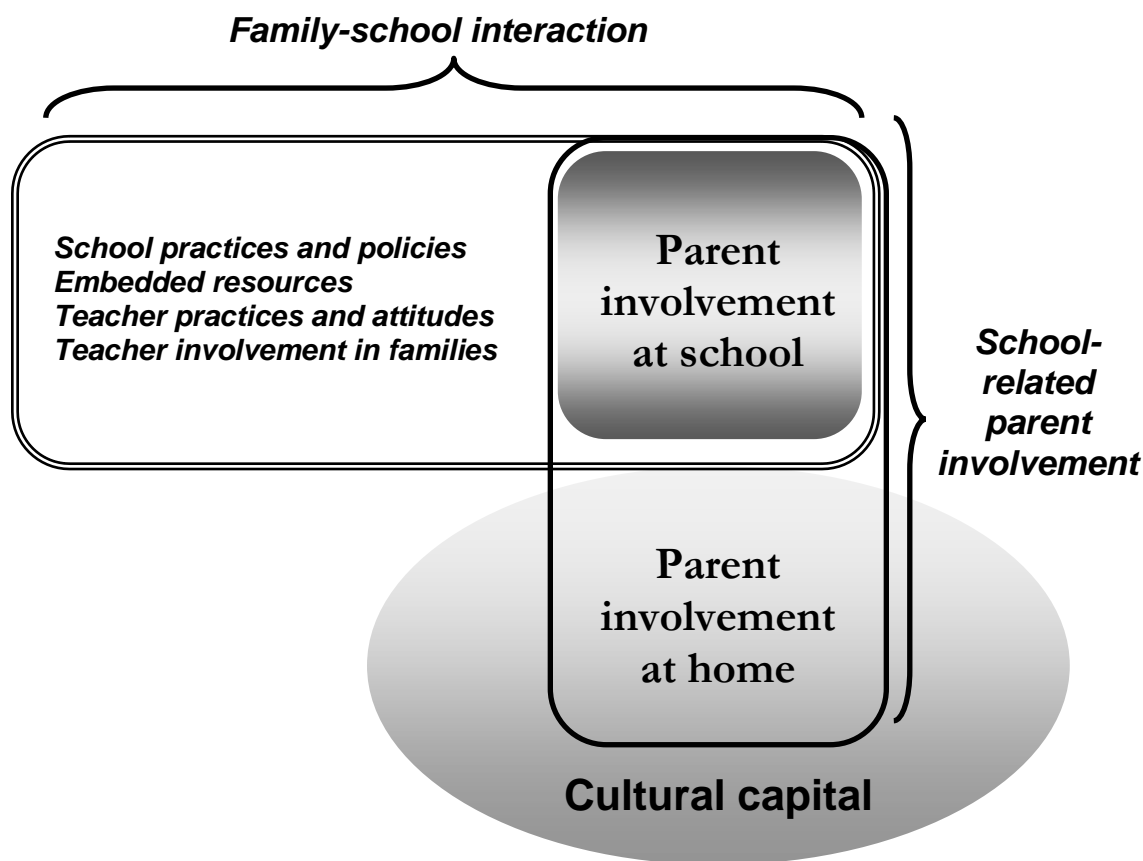 Family-school interaction
School practices and policies
Embedded resources
Teacher practices and attitudes
Teacher involvement in families
Parent
involvement
at school
School-
related
parent
involvement
Parent
involvement
at home
Cultural capital